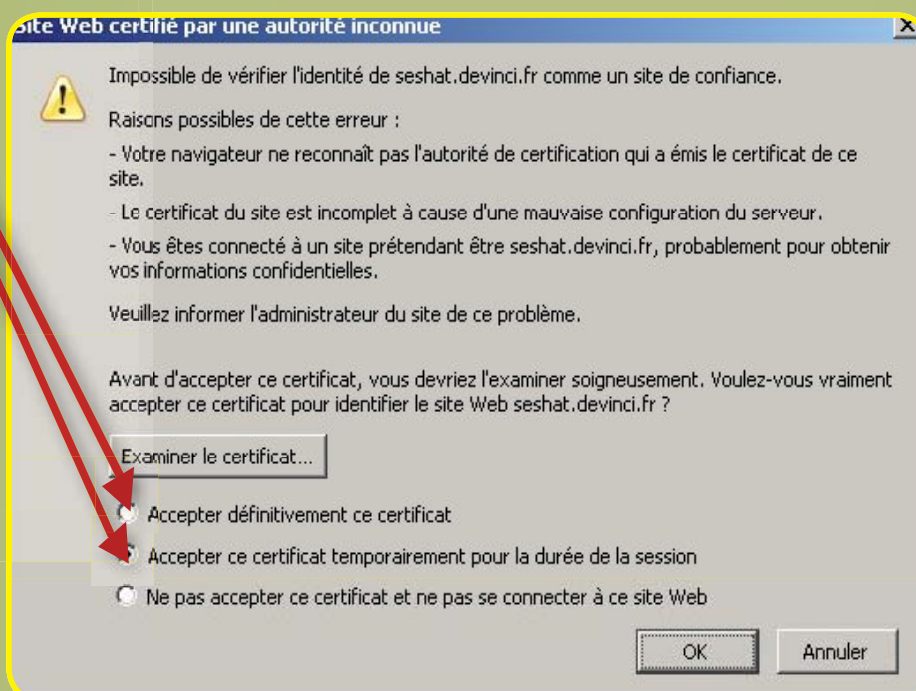 Site Web certifié par une autorité inconnue
Impossible de vérifier l'identité de seshat.devinci.fr comme un site de confiance.
Raisons possibles de cette erreur :
- Votre navigateur ne reconnaît pas l'autorité de certification qui a émis le certificat de ce
site.
- Le certificat du site est incomplet à cause d'une mauvaise configuration du serveur.
- Vous êtes connecté à un site prétendant être seshat.devinci.fr, probablement pour obtenir
vos informations confidentielles.
Veuillez informer l'administrateur du site de ce problème.
Avant d'accepter ce certificat, vous devriez l'examiner soigneusement. Voulez-vous vraiment
accepter ce certificat pour identifier le site Web seshat.devinci.fr ?
Examiner le certificat...
Accepter définitivement ce certificat
Accepter ce certificat temporairement pour la durée de la session
Ne pas accepter ce certificat et ne pas se connecter à ce site Web
OK
Annuler